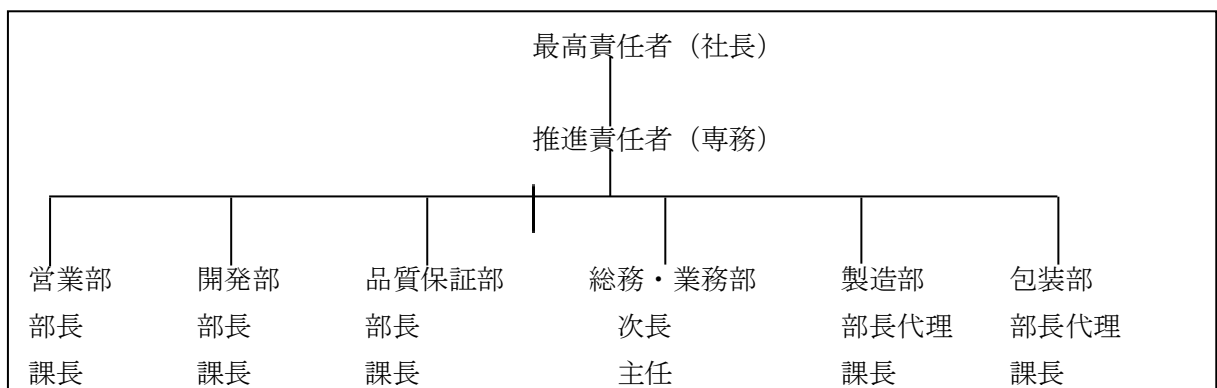 最高責任者（社長）
推進責任者（専務）
営業部 開発部 品質保証部 総務・業務部 製造部 包装部
部長 部長 部長 次長 部長代理 部長代理
課長 課長 課長 主任 課長 課長